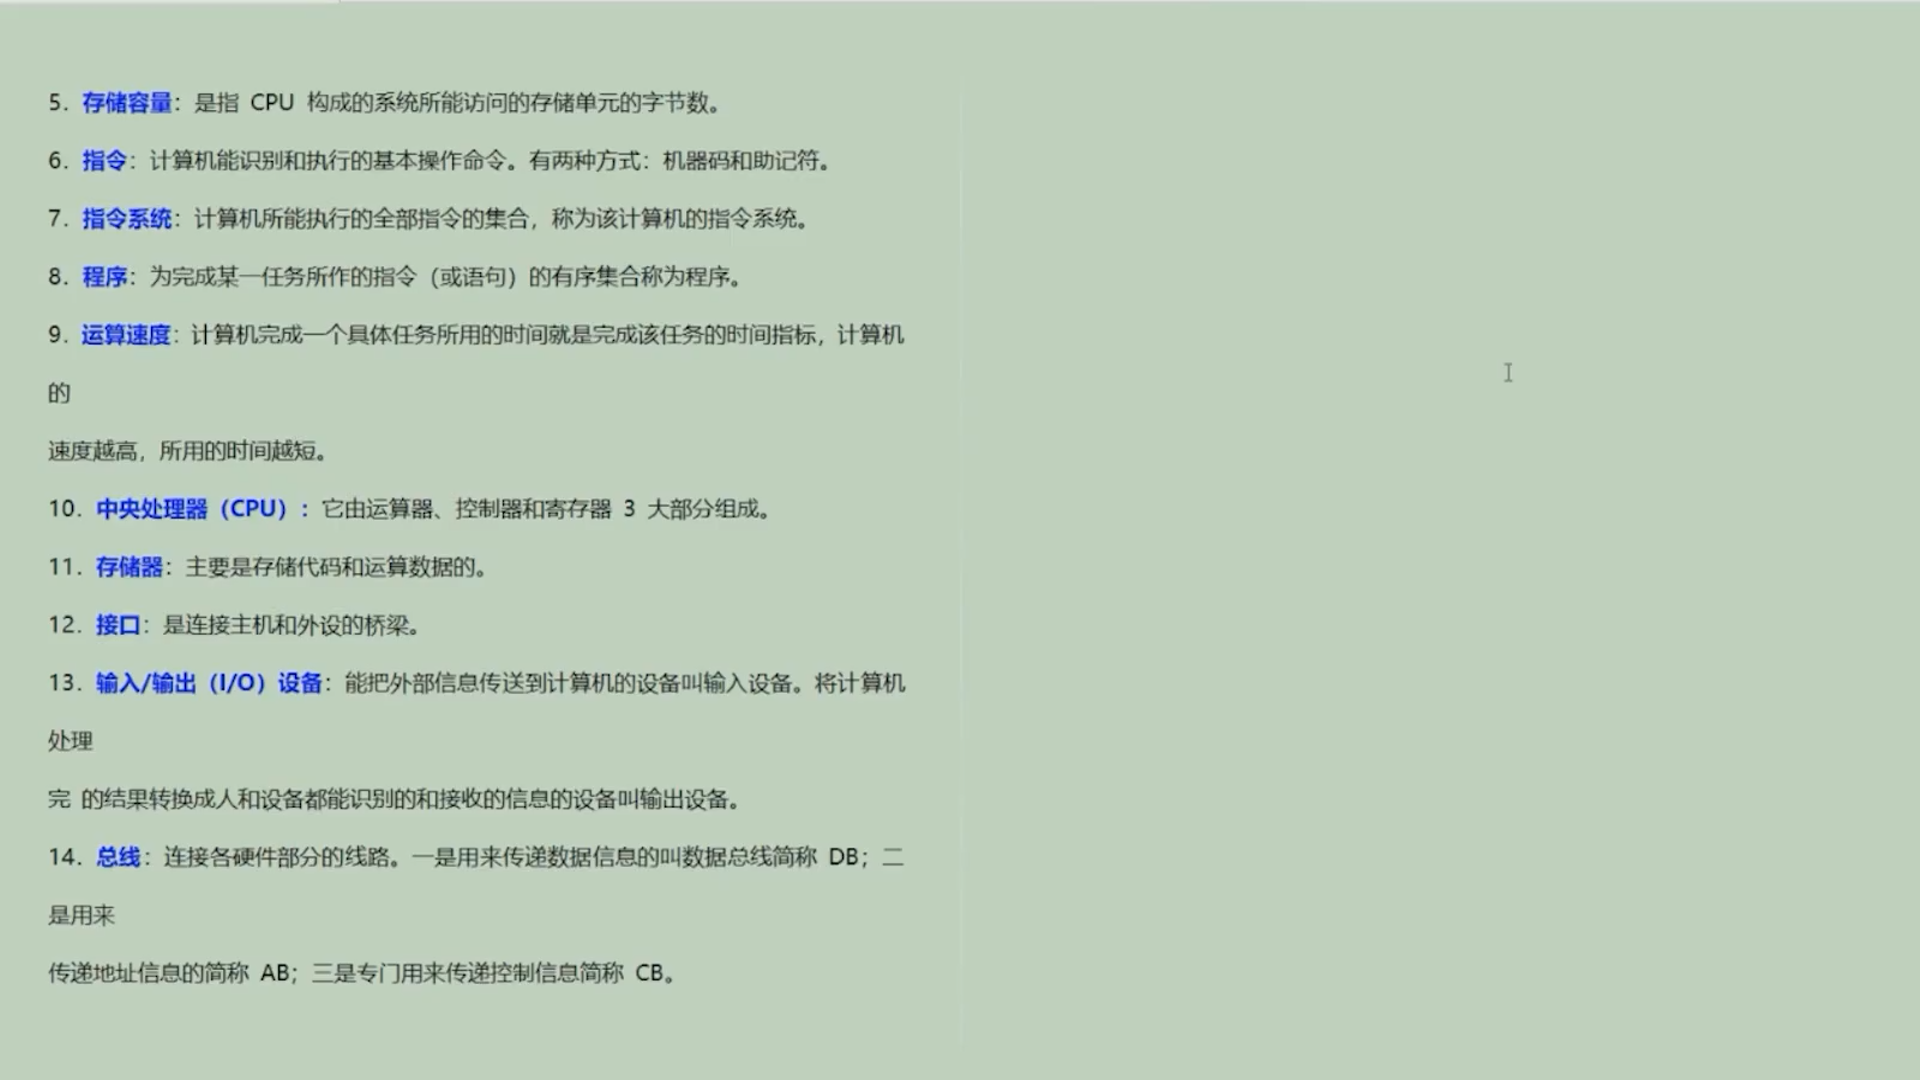 5. 存储容量：是指 CPU 构成的系统所能访问的存储单元的字节数。
6. 指令：计算机能识别和执行的基本操作命令。有两种方式：机器码和助记符。
7. 指令系统：计算机所能执行的全部指令的集合，称为该计算机的指令系统。
8. 程序：为完成某一任务所作的指令（或语句）的有序集合称为程序。
9. 运算速度：计算机完成一个具体任务所用的时间就是完成该任务的时间指标，计算机
的
速度越高，所用的时间越短。
10. 中央处理器（CPU）：它由运算器、控制器和寄存器 3 大部分组成。
11. 存储器：主要是存储代码和运算数据的。
12. 接口：是连接主机和外设的桥梁。
13. 输入/输出（I/O）设备：能把外部信息传送到计算机的设备叫输入设备。将计算机
处理
完 的结果转换成人和设备都能识别的和接收的信息的设备叫输出设备。
14. 总线：连接各硬件部分的线路。一是用来传递数据信息的叫数据总线简称 DB；二
是用来
传递地址信息的简称 AB；三是专门用来传递控制信息简称 CB。